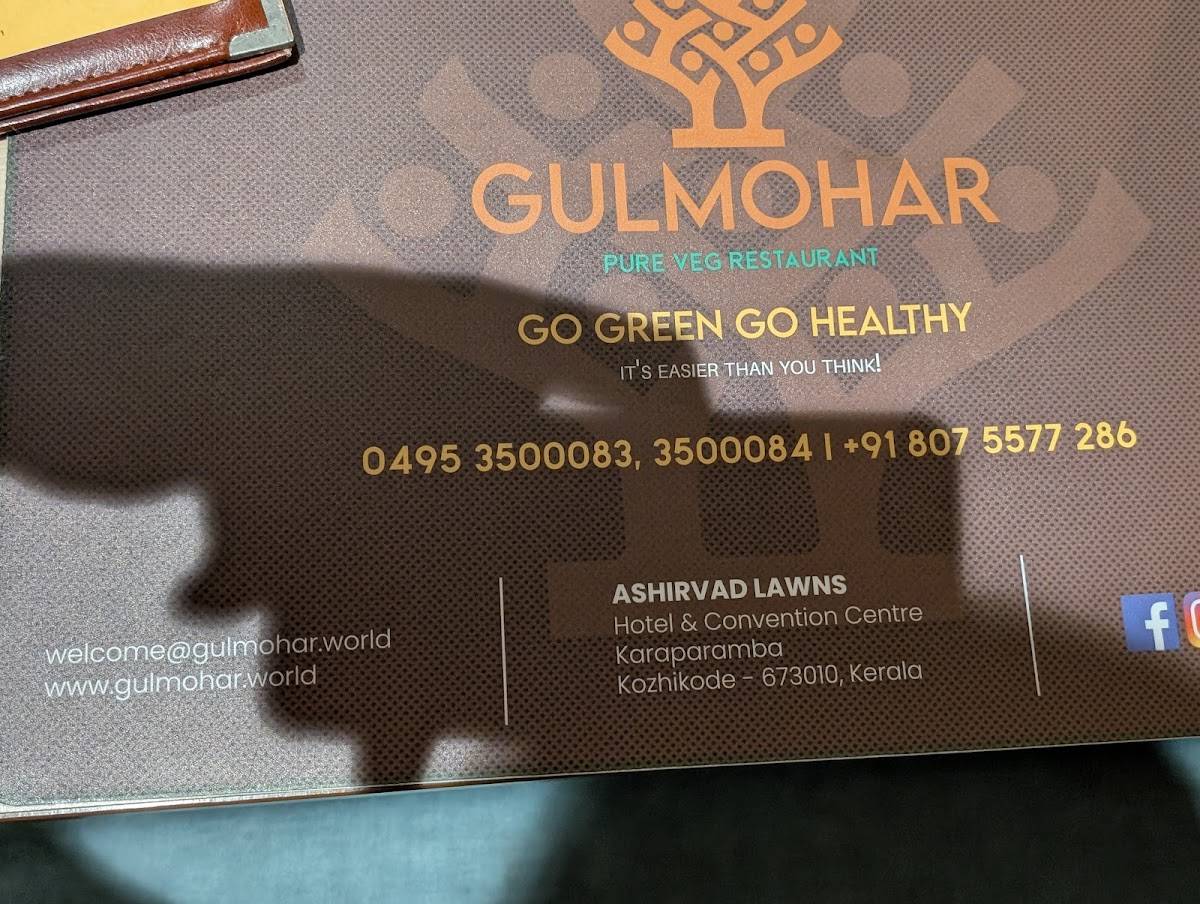 GULMOHAR
PURE VEG RESTAURANT
GO GREEN GO HEALTHY
IT'S EASIER THAN YOU THINK!
0495 3500083, 3500084 | +91 807 5577 286
welcome@gulmohar.world
www.gulmohar.world
ASHIRVAD LAWNS
Hotel & Convention Centre
Karaparamba
Kozhikode - 673010, Kerala